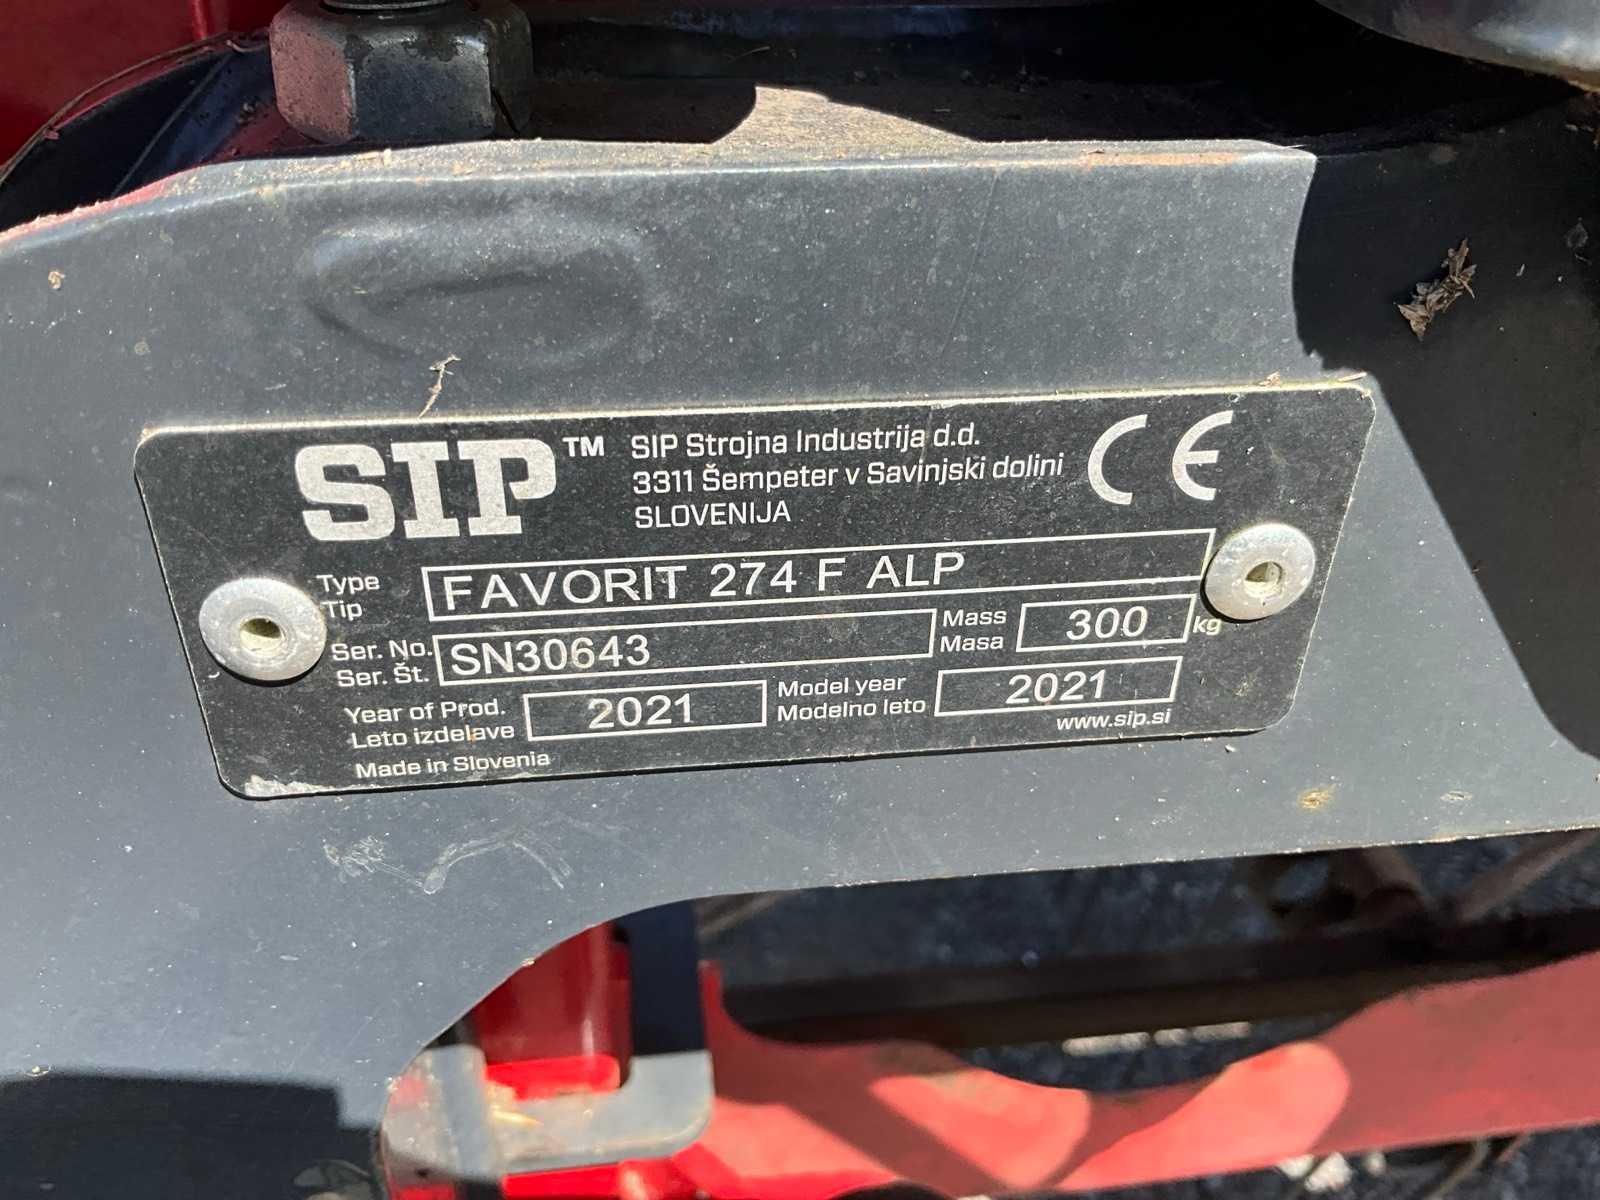 SIP™ SIP Strojna Industrija d.d.
3311 Šempeter v Savinjski dolini
SLOVENIJA
CE
Type
Tip
FAVORIT 274 F ALP
Ser. No.
Ser. Št.
SN30643
Mass
Masa
300 kg
Year of Prod.
Leto izdelave
2021
Model year
Modelno leto
2021
www.sip.si
Made in Slovenia